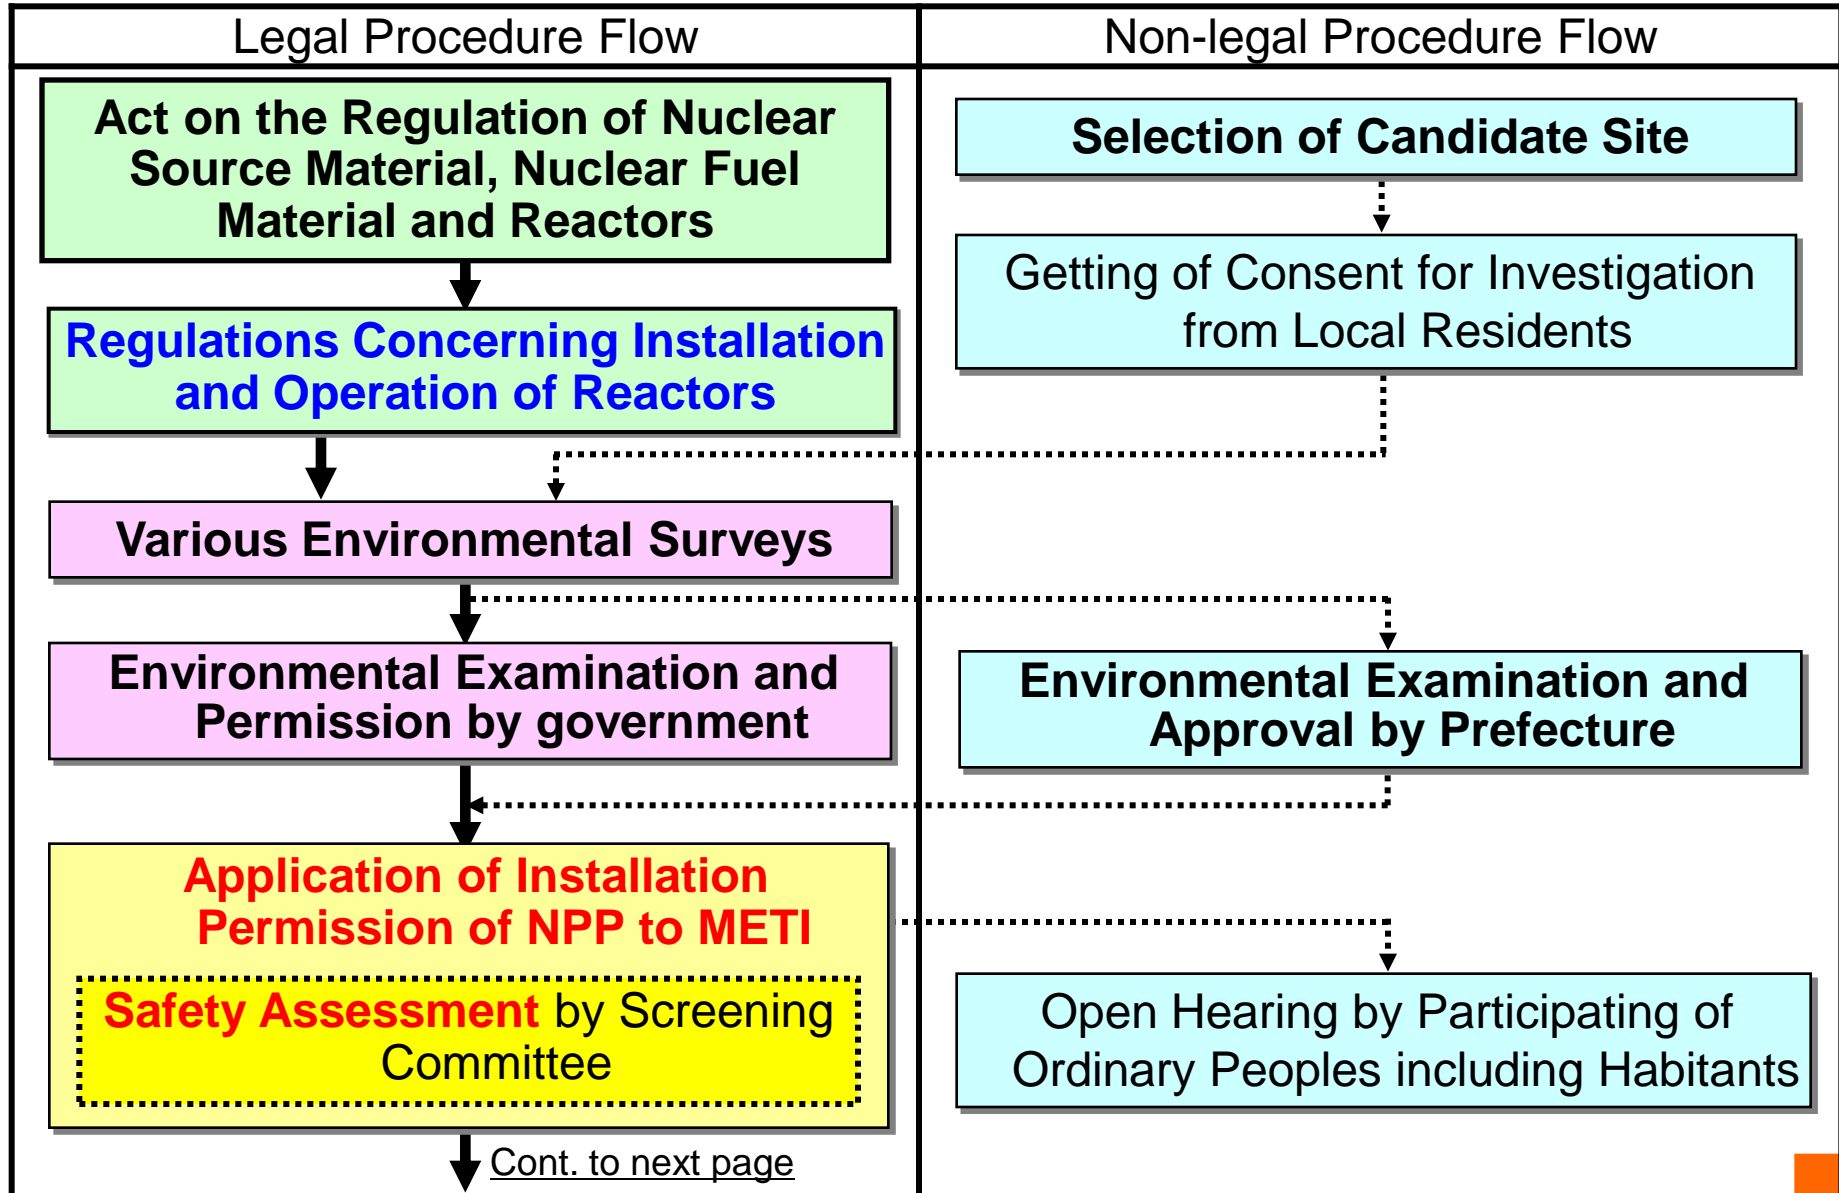 Legal Procedure Flow
Non-legal Procedure Flow
Act on the Regulation of Nuclear
Source Material, Nuclear Fuel
Material and Reactors
Regulations Concerning Installation
and Operation of Reactors
Various Environmental Surveys
Environmental Examination and
Permission by government
Application of Installation
Permission of NPP to METI
Safety Assessment by Screening
Committee
Cont. to next page
Selection of Candidate Site
Getting of Consent for Investigation
from Local Residents
Environmental Examination and
Approval by Prefecture
Open Hearing by Participating of
Ordinary Peoples including Habitants